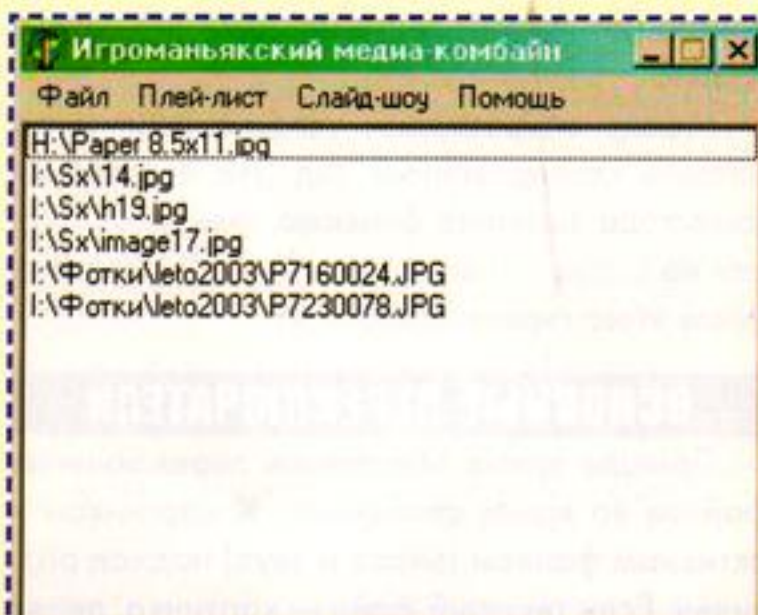 Игроманьякский медиа-комбайн
Файл Плей-лист Слайд-шоу Помощь
H:\Paper 8.5x11.jpg
I:\Sx\14.jpg
I:\Sx\h19.jpg
I:\Sx\image17.jpg
I:\Фотки\leto2003\P7160024.JPG
I:\Фотки\leto2003\P7230078.JPG